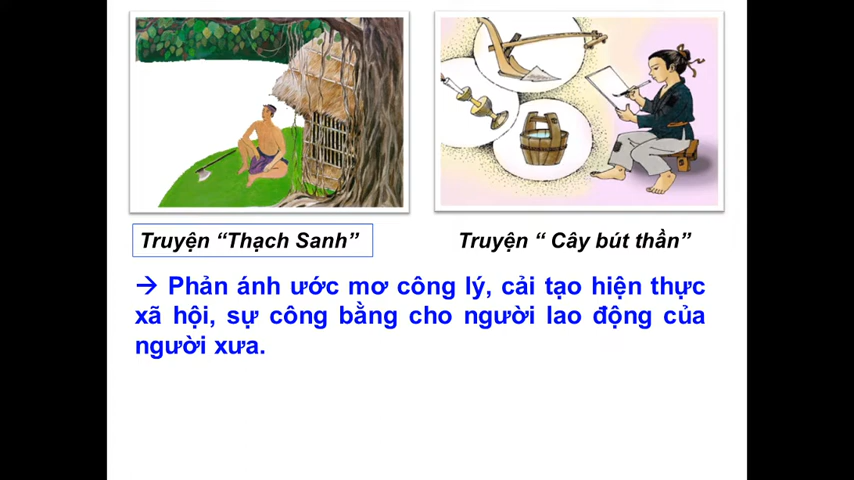 Truyện “Thạch Sanh”
Truyện “ Cây bút thần”
→ Phản ánh ước mơ công lý, cải tạo hiện thực
xã hội, sự công bằng cho người lao động của
người xưa.